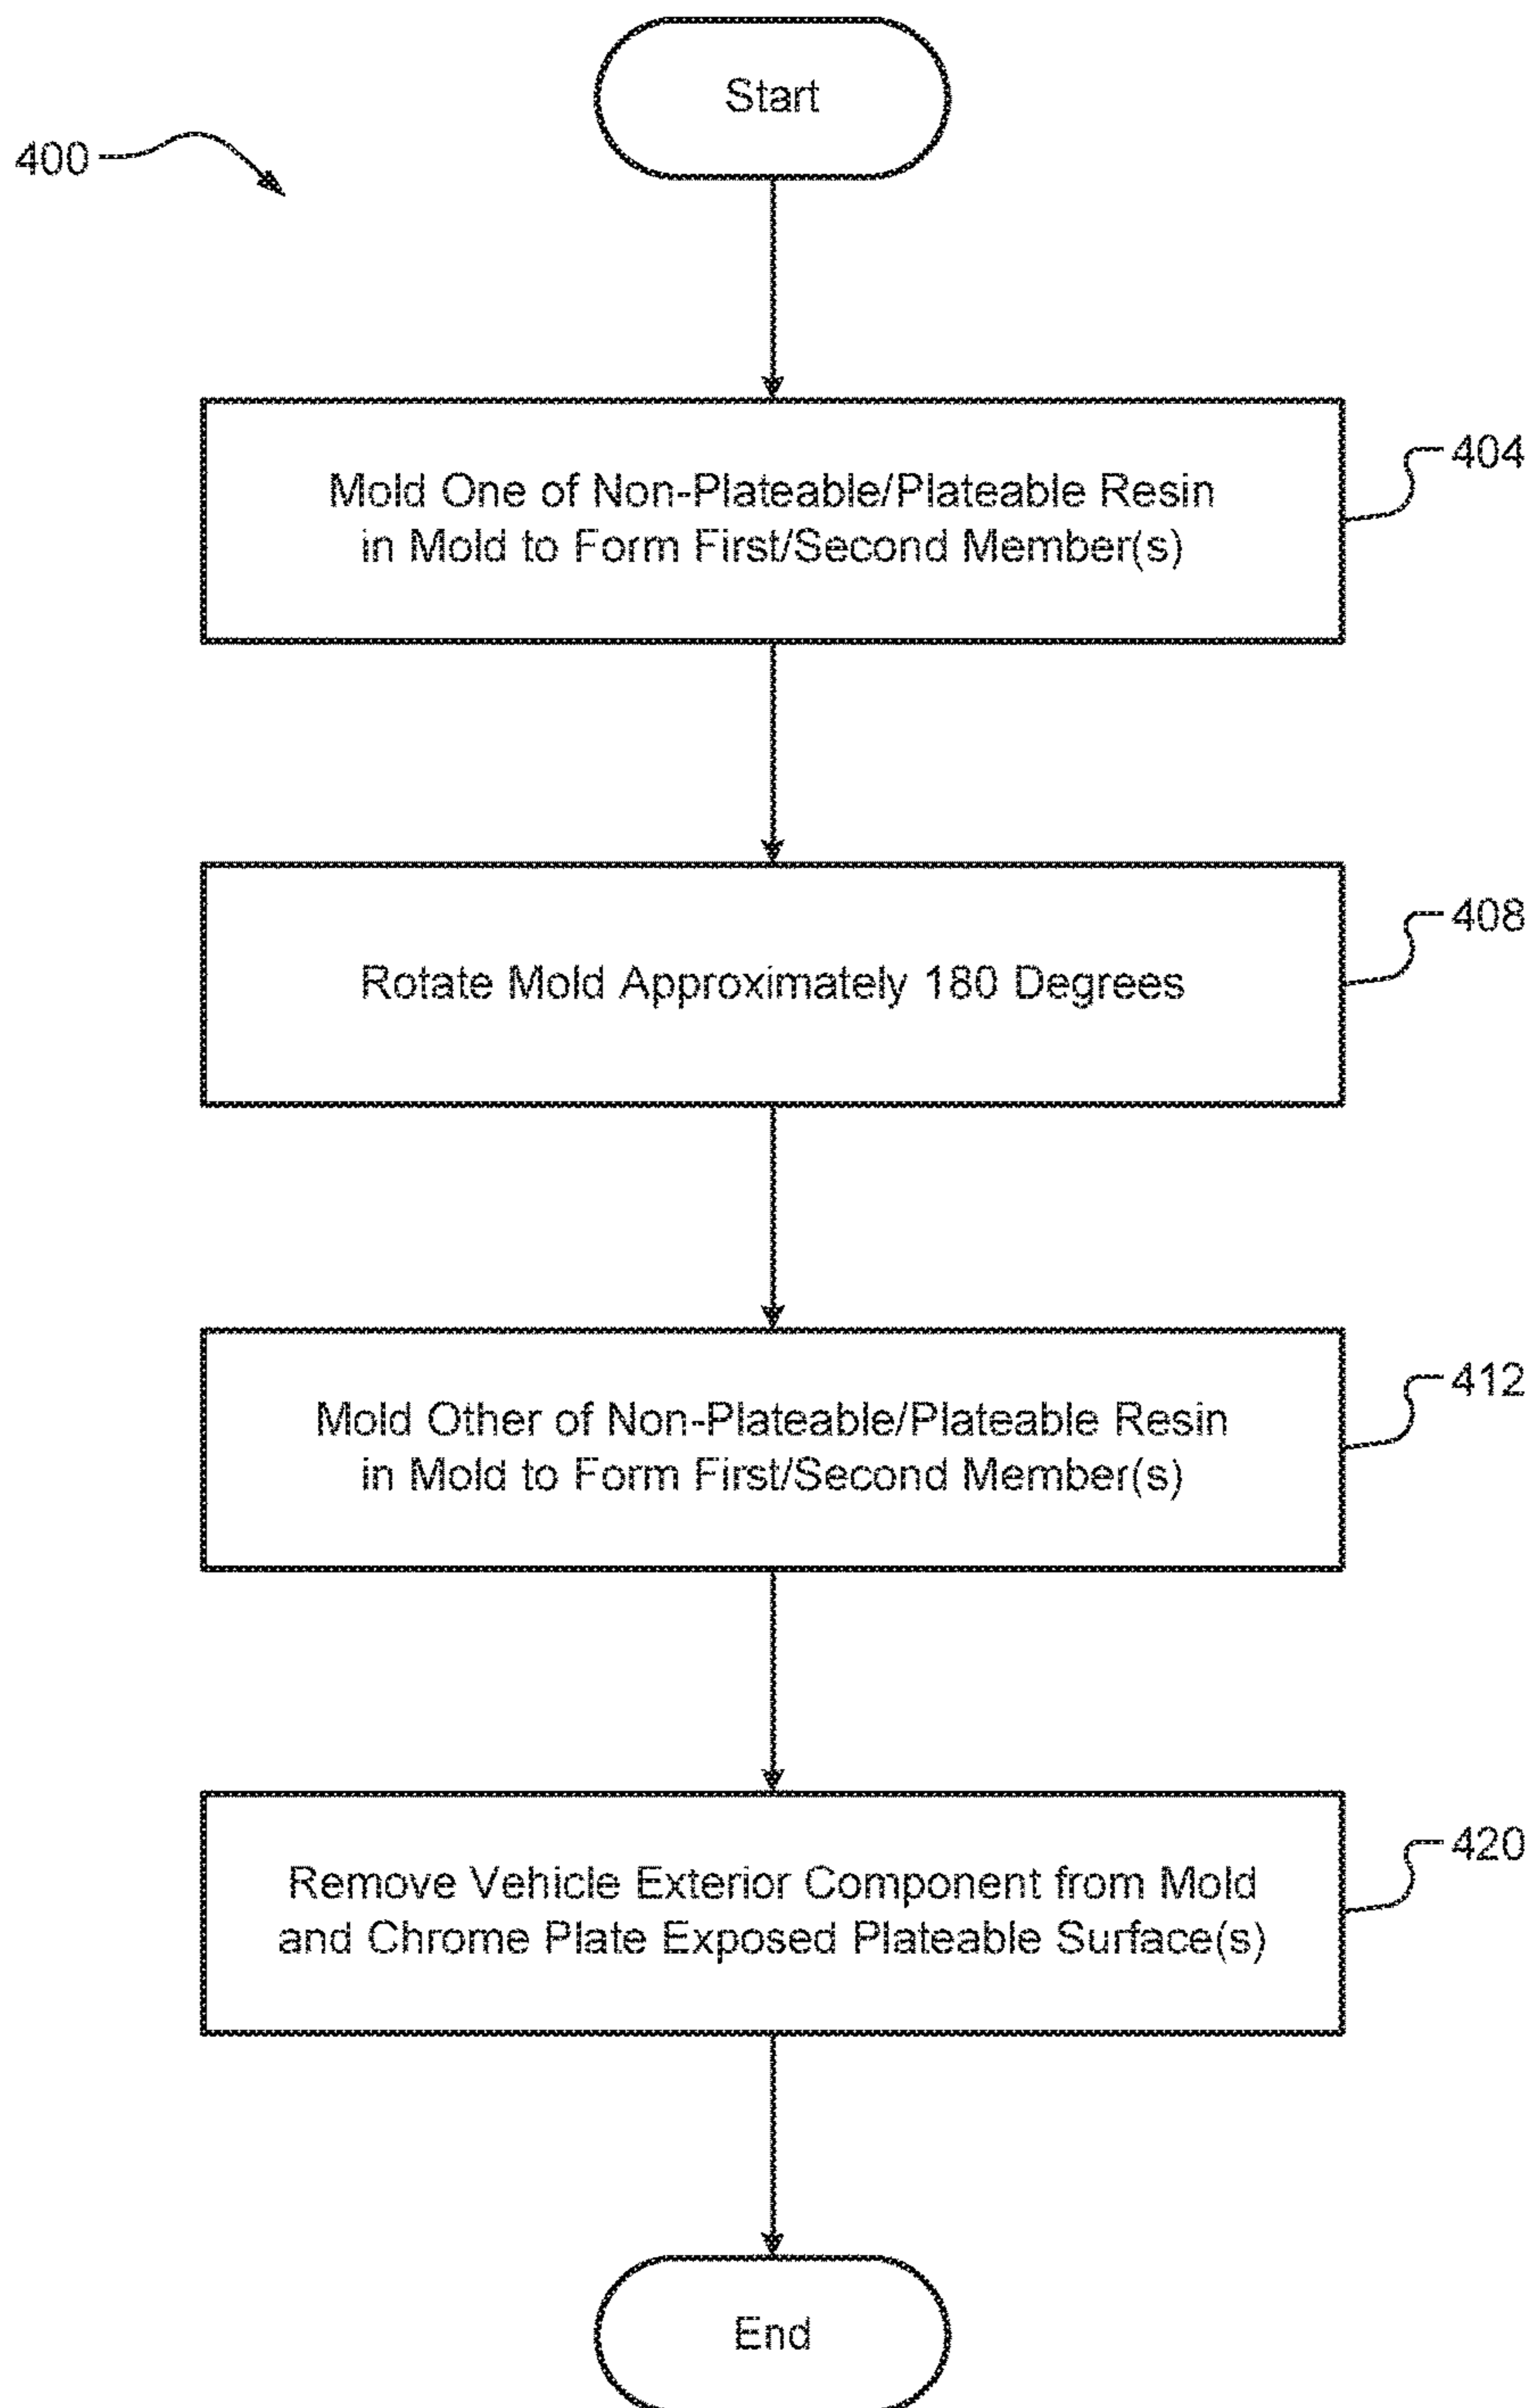 Start
400
Mold One of Non-Plateable/Plateable Resin
in Mold to Form First/Second Member(s)
404
Rotate Mold Approximately 180 Degrees
408
Mold Other of Non-Plateable/Plateable Resin
in Mold to Form First/Second Member(s)
412
Remove Vehicle Exterior Component from Mold
and Chrome Plate Exposed Plateable Surface(s)
420
End